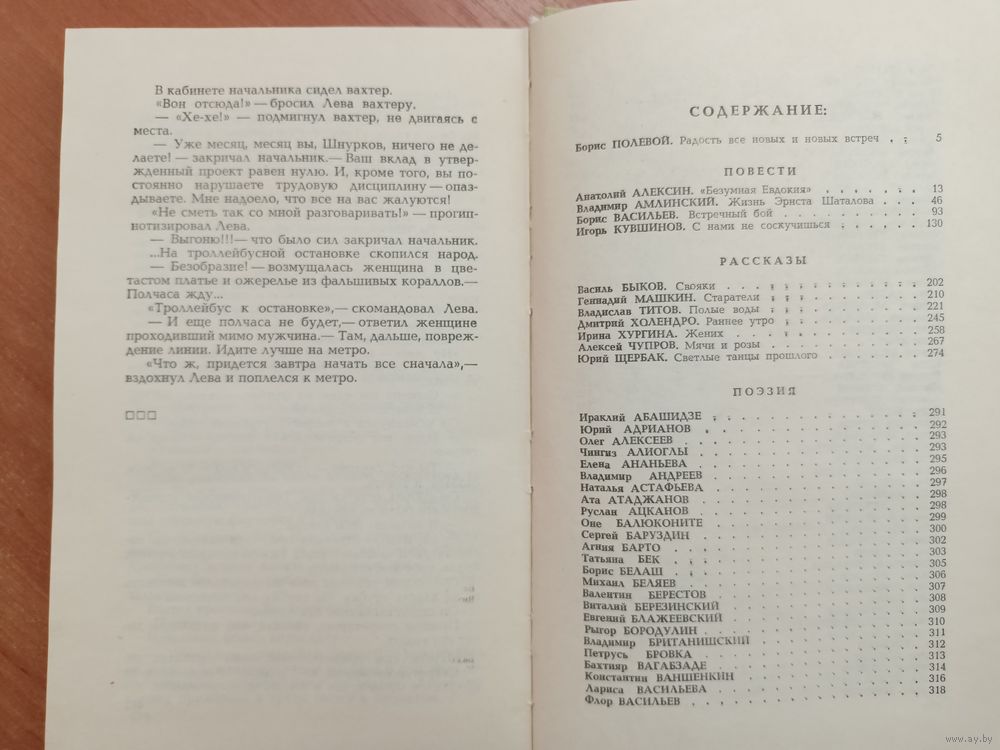 В кабинете начальника сидел вахтер.
«Вон отсюда!» — бросил Лева вахтеру.
— «Хе-хе!» — подмигнул вахтер, не двигаясь с
места.
— Уже месяц, месяц вы, Шнурков, ничего не де-
лаете! — закричал начальник.— Ваш вклад в утвер-
жденный проект равен нулю. И, кроме того, вы по-
стоянно нарушаете трудовую дисциплину — опаз-
дываете. Мне надоело, что все на вас жалуются!
«Не сметь так со мной разговаривать!» — прогип-
нотизировал Лева.
— Выгоню!!!— что было сил закричал начальник.
...На троллейбусной остановке скопился народ.
— Безобразие! — возмущалась женщина в цве-
тастом платье и ожерелье из фальшивых кораллов.—
Полчаса жду...
«Троллейбус к остановке»,— скомандовал Лева.
— И еще полчаса не будет,— ответил женщине
проходивший мимо мужчина.— Там, дальше, повреж-
дение линии. Идите лучше на метро.
«Что ж, придется завтра начать все сначала»,—
вздохнул Лева и поплелся к метро.
□□□
СОДЕРЖАНИЕ:
Борис ПОЛЕВОЙ. Радость все новых и новых встреч . . 5
ПОВЕСТИ
Анатолий АЛЕКСИН. «Безумная Евдокия» . . . . . . 13
Владимир АМЛИНСКИЙ. Жизнь Эрнста Шаталова . . . 46
Борис ВАСИЛЬЕВ. Встречный бой . . . . . . . . 93
Игорь КУВШИНОВ. С нами не соскучишься . . . . . 130
РАССКАЗЫ
Василь БЫКОВ. Свояки . . . . . . . . . . 202
Геннадий МАШКИН. Старатели . . . . . . . . 210
Владислав ТИТОВ. Полые воды . . . . . . . . 221
Дмитрий ХОЛЕНДРО. Раннее утро . . . . . . . . 245
Ирина ХУРГИНА. Жених . . . . . . . . . . 258
Алексей ЧУПРОВ. Мячи и розы . . . . . . . . 267
Юрий ЩЕРБАК. Светлые танцы прошлого . . . . . 274
ПОЭЗИЯ
Ираклий АБАШИДЗЕ . . . . . . . . . . 291
Юрий АДРИАНОВ . . . . . . . . . . 292
Олег АЛЕКСЕЕВ . . . . . . . . . . 293
Чингиз АЛИОГЛЫ . . . . . . . . . . 293
Елена АНАНЬЕВА . . . . . . . . . . 295
Владимир АНДРЕЕВ . . . . . . . . . . 296
Наталья АСТАФЬЕВА . . . . . . . . . . 297
Ата АТАДЖАНОВ . . . . . . . . . . 298
Руслан АЦКАНОВ . . . . . . . . . . 298
Оне БАЛЮКОНИТЕ . . . . . . . . . . 299
Сергей БАРУЗДИН . . . . . . . . . . 300
Агния БАРТО . . . . . . . . . . 302
Татьяна БЕК . . . . . . . . . . 303
Борис БЕЛАШ . . . . . . . . . . 305
Михаил БЕЛЯЕВ . . . . . . . . . . 306
Валентин БЕРЕСТОВ . . . . . . . . . . 307
Виталий БЕРЕЗИНСКИЙ . . . . . . . . . . 308
Евгений БЛАЖЕЕВСКИЙ . . . . . . . . . . 309
Рыгор БОРОДУЛИН . . . . . . . . . . 310
Владимир БРИТАНИШСКИЙ . . . . . . . . . . 311
Петрусь БРОВКА . . . . . . . . . . 312
Бахтияр ВАГАБЗАДЕ . . . . . . . . . . 313
Константин ВАНШЕНКИН . . . . . . . . . . 314
Лариса ВАСИЛЬЕВА . . . . . . . . . . 316
Флор ВАСИЛЬЕВ . . . . . . . . . . 318
www.ay.by